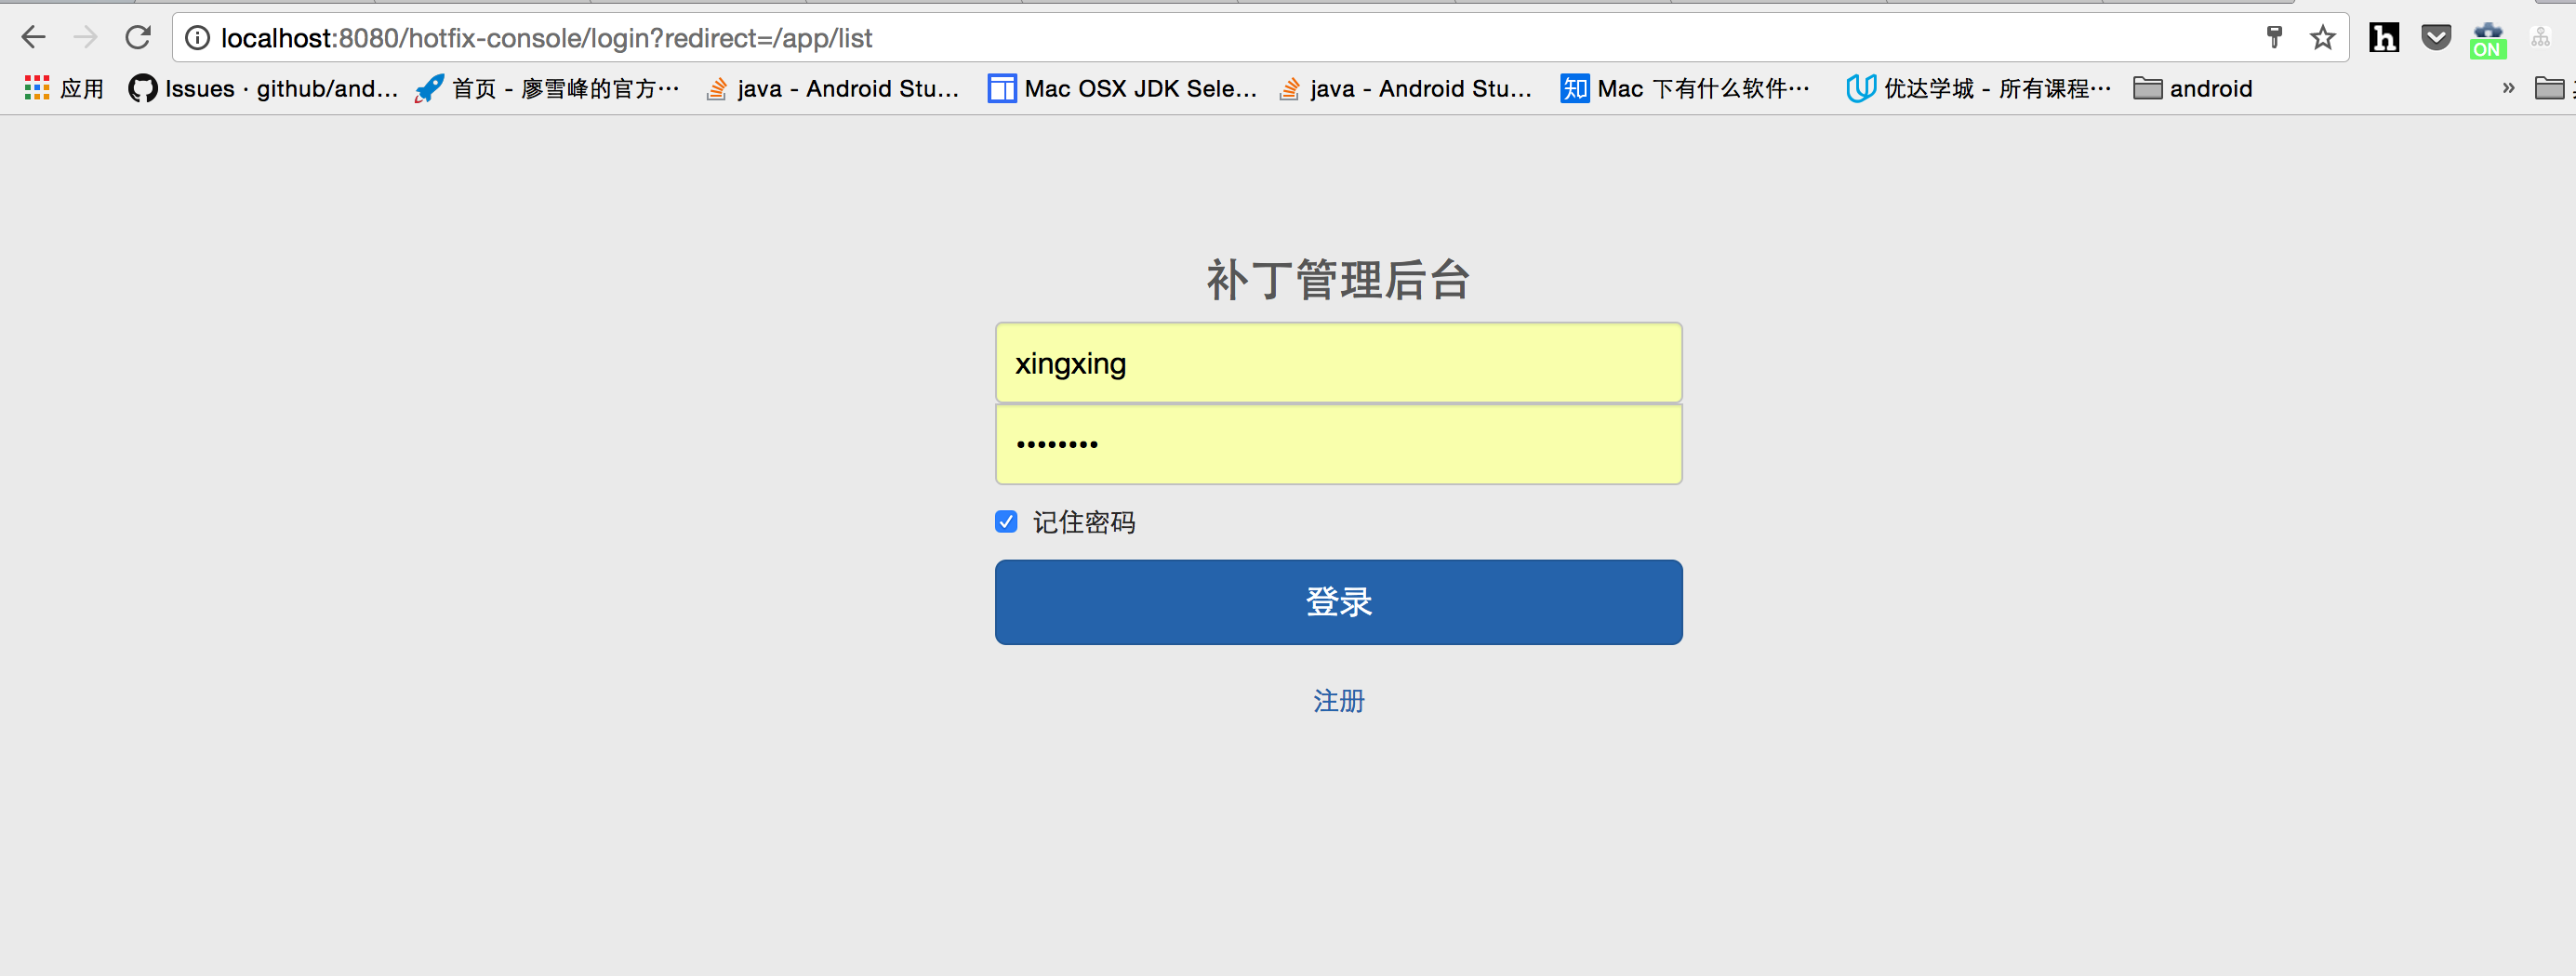 localhost:8080/hotfix-console/login?redirect=/app/list
ON
应用 Issues · github/and... 首页 - 廖雪峰的官方… java - Android Stu... Mac OSX JDK Sele... java - Android Stu... 知 Mac 下有什么软件… 优达学城 - 所有课程… android »
补丁管理后台
xingxing
••••••••
记住密码
登录
注册